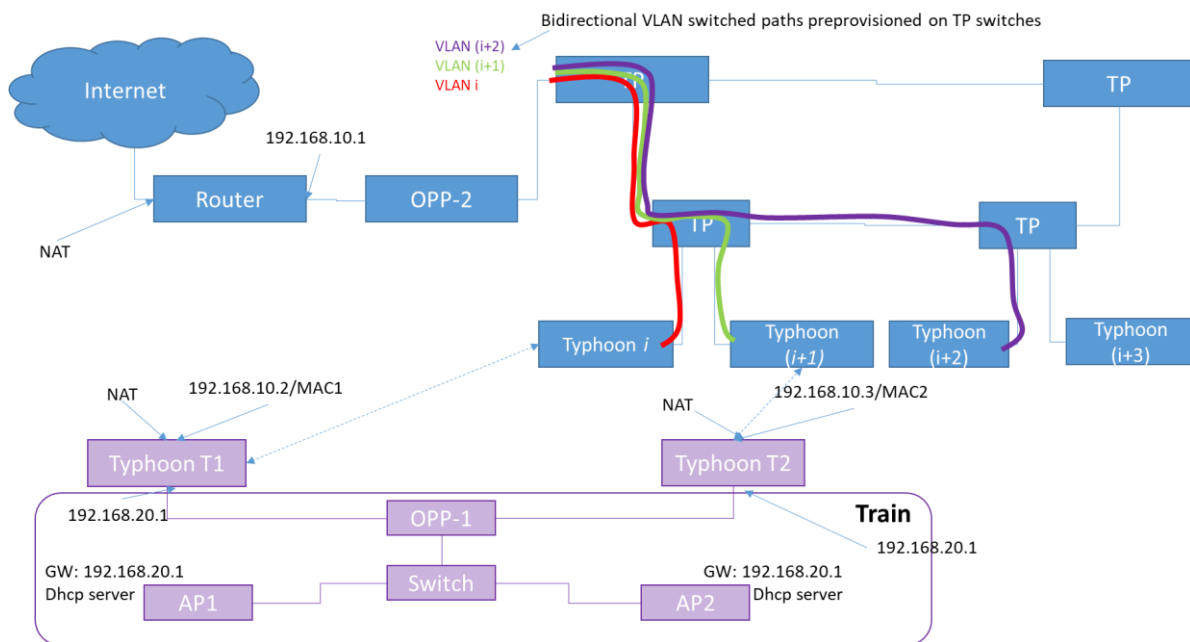 Bidirectional VLAN switched paths preprovisioned on TP switches
VLAN (i+2)
VLAN (i+1)
VLAN i
Internet
TP
TP
192.168.10.1
Router
OPP-2
NAT
TP
TP
Typhoon i
Typhoon
(i+1)
Typhoon
(i+2)
Typhoon
(i+3)
NAT
192.168.10.2/MAC1
NAT
192.168.10.3/MAC2
Typhoon T1
Typhoon T2
192.168.20.1
OPP-1
Train
192.168.20.1
GW: 192.168.20.1
Dhcp server
AP1
Switch
AP2
GW: 192.168.20.1
Dhcp server